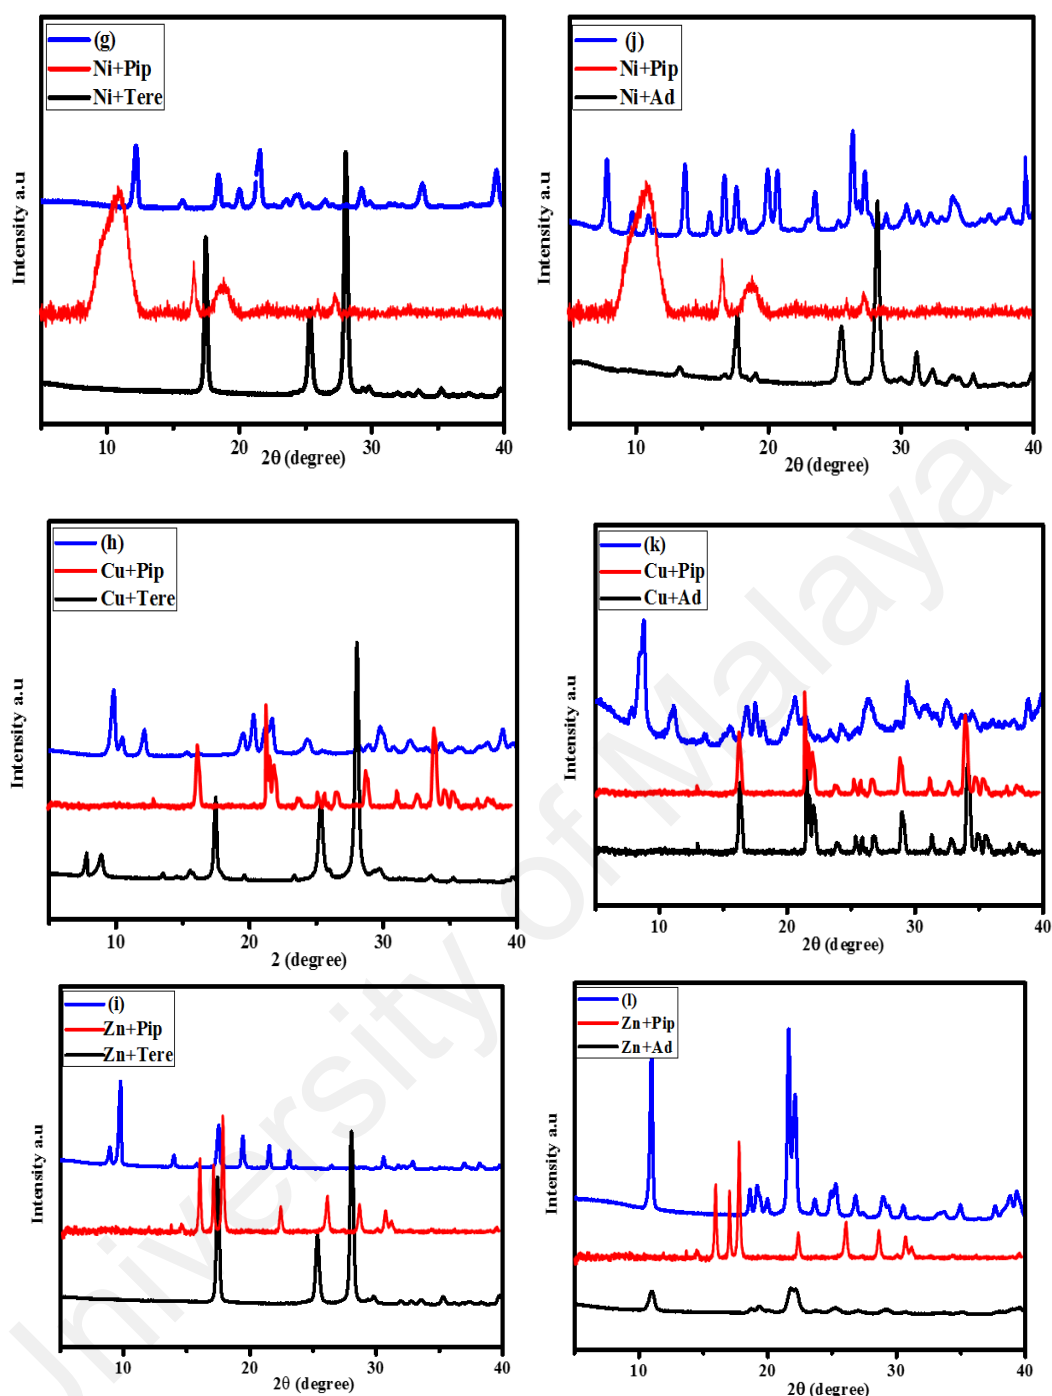 (g)
Ni+Pip
Ni+Tere
Intensity a.u
10 20 30 40
2θ (degree)
(j)
Ni+Pip
Ni+Ad
Intensity a.u
10 20 30 40
2θ (degree)
(h)
Cu+Pip
Cu+Tere
Intensity a.u
10 20 30 40
2 (degree)
(k)
Cu+Pip
Cu+Ad
Intensity a.u
10 20 30 40
2θ (degree)
(i)
Zn+Pip
Zn+Tere
Intensity a.u
10 20 30 40
2θ (degree)
(l)
Zn+Pip
Zn+Ad
Intensity a.u
10 20 30 40
2θ (degree)
University of Malaya